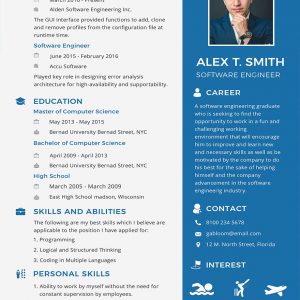 March 2016 - Present
Alden Software Engineering Inc.
The GUI interface provided functions to add, clone
and remove profiles from the configuration file at
runtime time.
Software Engineer
June 2015 - February 2016
Accu Software
Played key role in designing error analysis
architecture for high-availability and supportability.
EDUCATION
Master of Computer Science
May 2013 - May 2015
Bernad University Bernad Street, NYC
Bachelor of Computer Science
April 2009 - April 2013
Bernad University Bernad Street, NYC
High School
March 2005 - March 2009
East High School madison, Wisconsin
SKILLS AND ABILITIES
The following are my best skills which I believe are
applicable to the position I have applied for:
1. Programming
2. Logical and Structured Thinking
3. Coding in Multiple Languages
PERSONAL SKILLS
Able to work by myself without the need for
constant supervision by employers.
ALEX T. SMITH
SOFTWARE ENGINEER
CAREER
A software engineering graduate
who is seeking to find the
opportunity to work in a fun and
challenging working
environment that will encourage
him to improve and learn new
and necessary skills as well as be
motivated by the company to do
his best for the sake of helping
himself and the company
advancement in the software
engineering industry.
CONTACT
8100 234 5678
gabloom@email.com
12 M. North Street, Florida
INTEREST